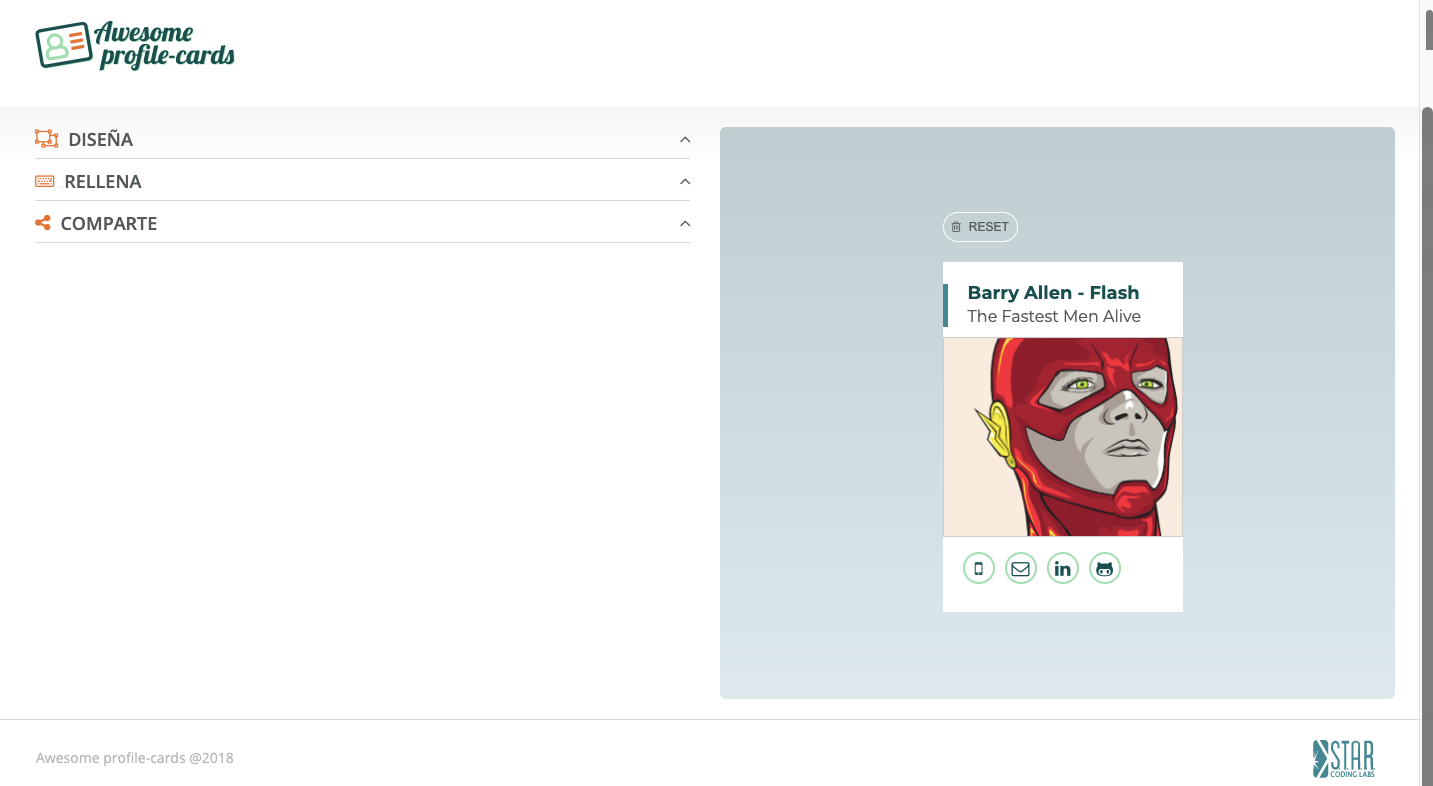 Awesome
profile-cards
DISEÑA
RELLENA
COMPARTE
RESET
Barry Allen - Flash
The Fastest Men Alive
in
Awesome profile-cards @2018
S.T.A.R.
CODING LABS